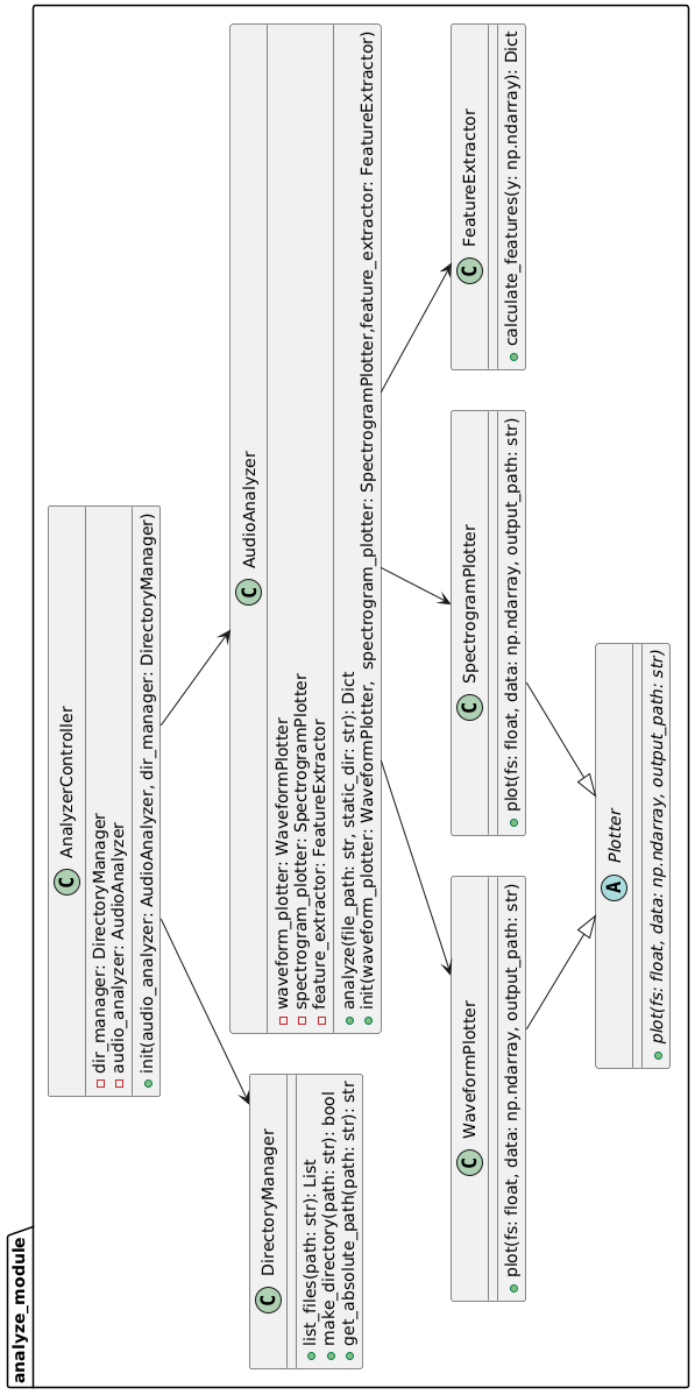 analyze_module
C AnalyzerController
dir_manager: DirectoryManager
audio_analyzer: AudioAnalyzer
init(audio_analyzer: AudioAnalyzer, dir_manager: DirectoryManager)
C DirectoryManager
list_files(path: str): List
make_directory(path: str): bool
get_absolute_path(path: str): str
C AudioAnalyzer
waveform_plotter: WaveformPlotter
spectrogram_plotter: SpectrogramPlotter
feature_extractor: FeatureExtractor
analyze(file_path: str, static_dir: str): Dict
init(waveform_plotter: WaveformPlotter, spectrogram_plotter: SpectrogramPlotter,feature_extractor: FeatureExtractor)
C WaveformPlotter
plot(fs: float, data: np.ndarray, output_path: str)
C SpectrogramPlotter
plot(fs: float, data: np.ndarray, output_path: str)
C FeatureExtractor
calculate_features(y: np.ndarray): Dict
A Plotter
plot(fs: float, data: np.ndarray, output_path: str)